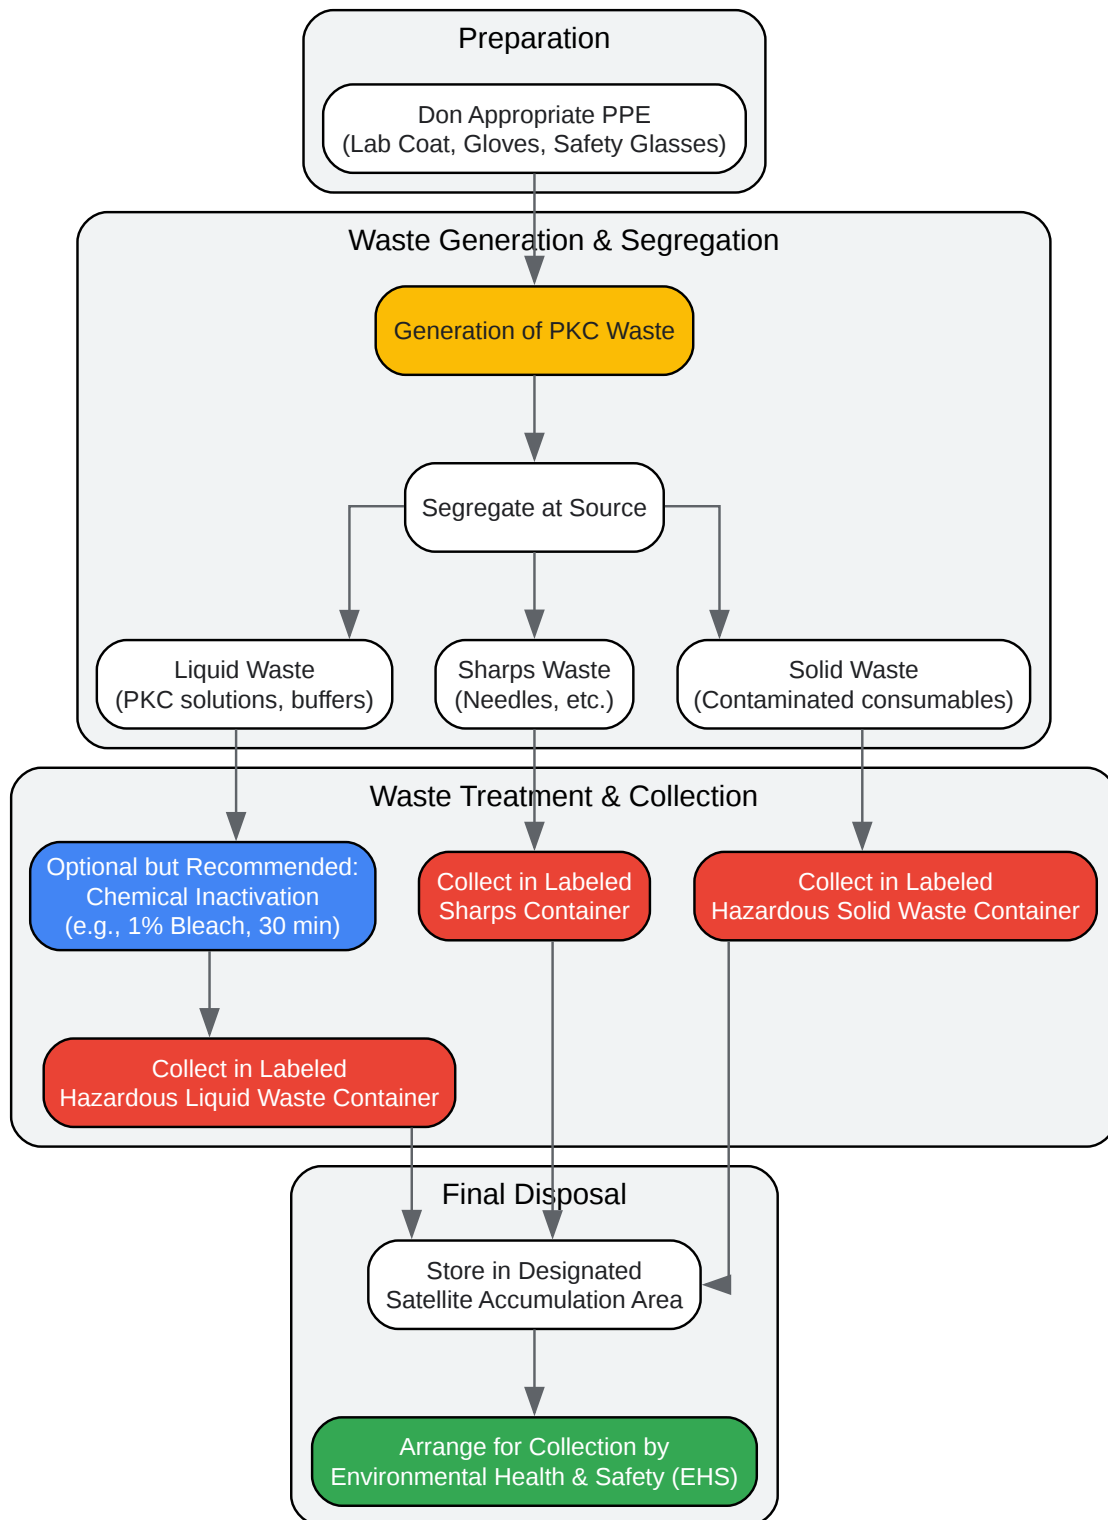 Preparation
Don Appropriate PPE
(Lab Coat, Gloves, Safety Glasses)
Waste Generation & Segregation
Generation of PKC Waste
Segregate at Source
Liquid Waste
(PKC solutions, buffers)
Sharps Waste
(Needles, etc.)
Solid Waste
(Contaminated consumables)
Waste Treatment & Collection
Optional but Recommended:
Chemical Inactivation
(e.g., 1% Bleach, 30 min)
Collect in Labeled
Sharps Container
Collect in Labeled
Hazardous Solid Waste Container
Collect in Labeled
Hazardous Liquid Waste Container
Final Disposal
Store in Designated
Satellite Accumulation Area
Arrange for Collection by
Environmental Health & Safety (EHS)